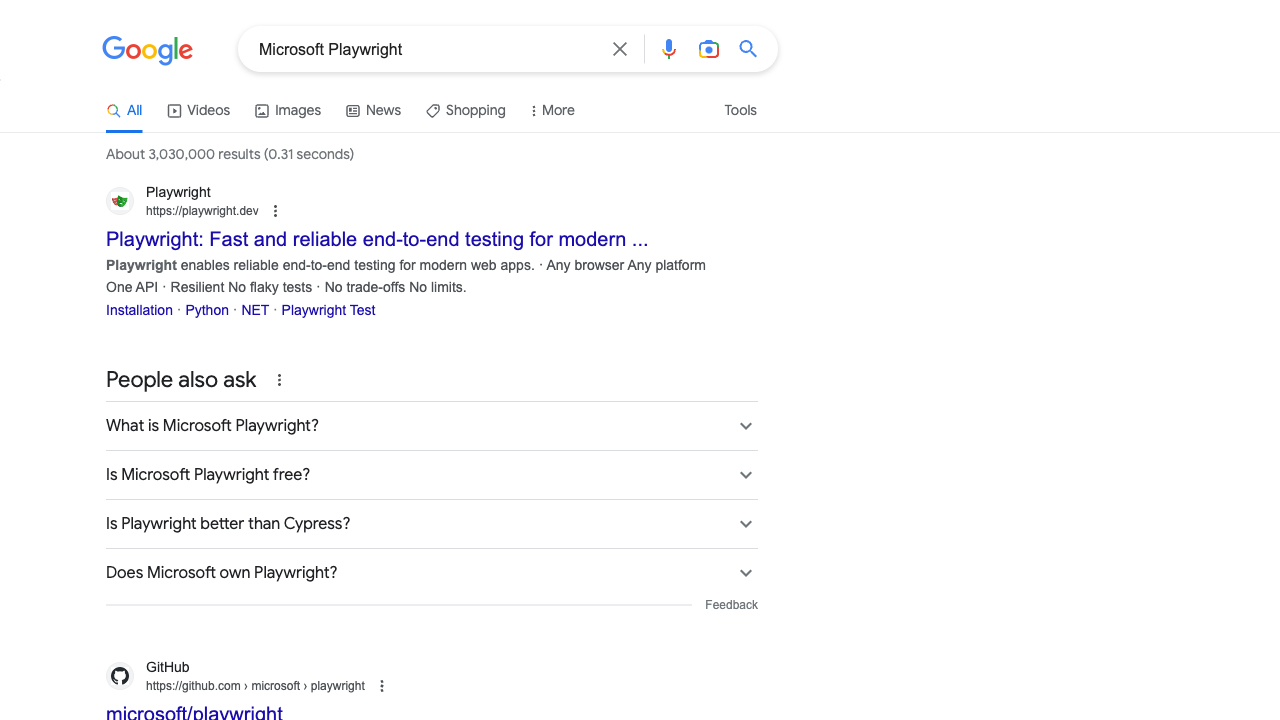 Google
Microsoft Playwright
All
Videos
Images
News
Shopping
More
Tools
About 3,030,000 results (0.31 seconds)
Playwright
https://playwright.dev
Playwright: Fast and reliable end-to-end testing for modern ...
Playwright enables reliable end-to-end testing for modern web apps. · Any browser Any platform
One API · Resilient No flaky tests · No trade-offs No limits.
Installation · Python · NET · Playwright Test
People also ask
What is Microsoft Playwright?
Is Microsoft Playwright free?
Is Playwright better than Cypress?
Does Microsoft own Playwright?
Feedback
GitHub
https://github.com › microsoft › playwright
microsoft/playwright